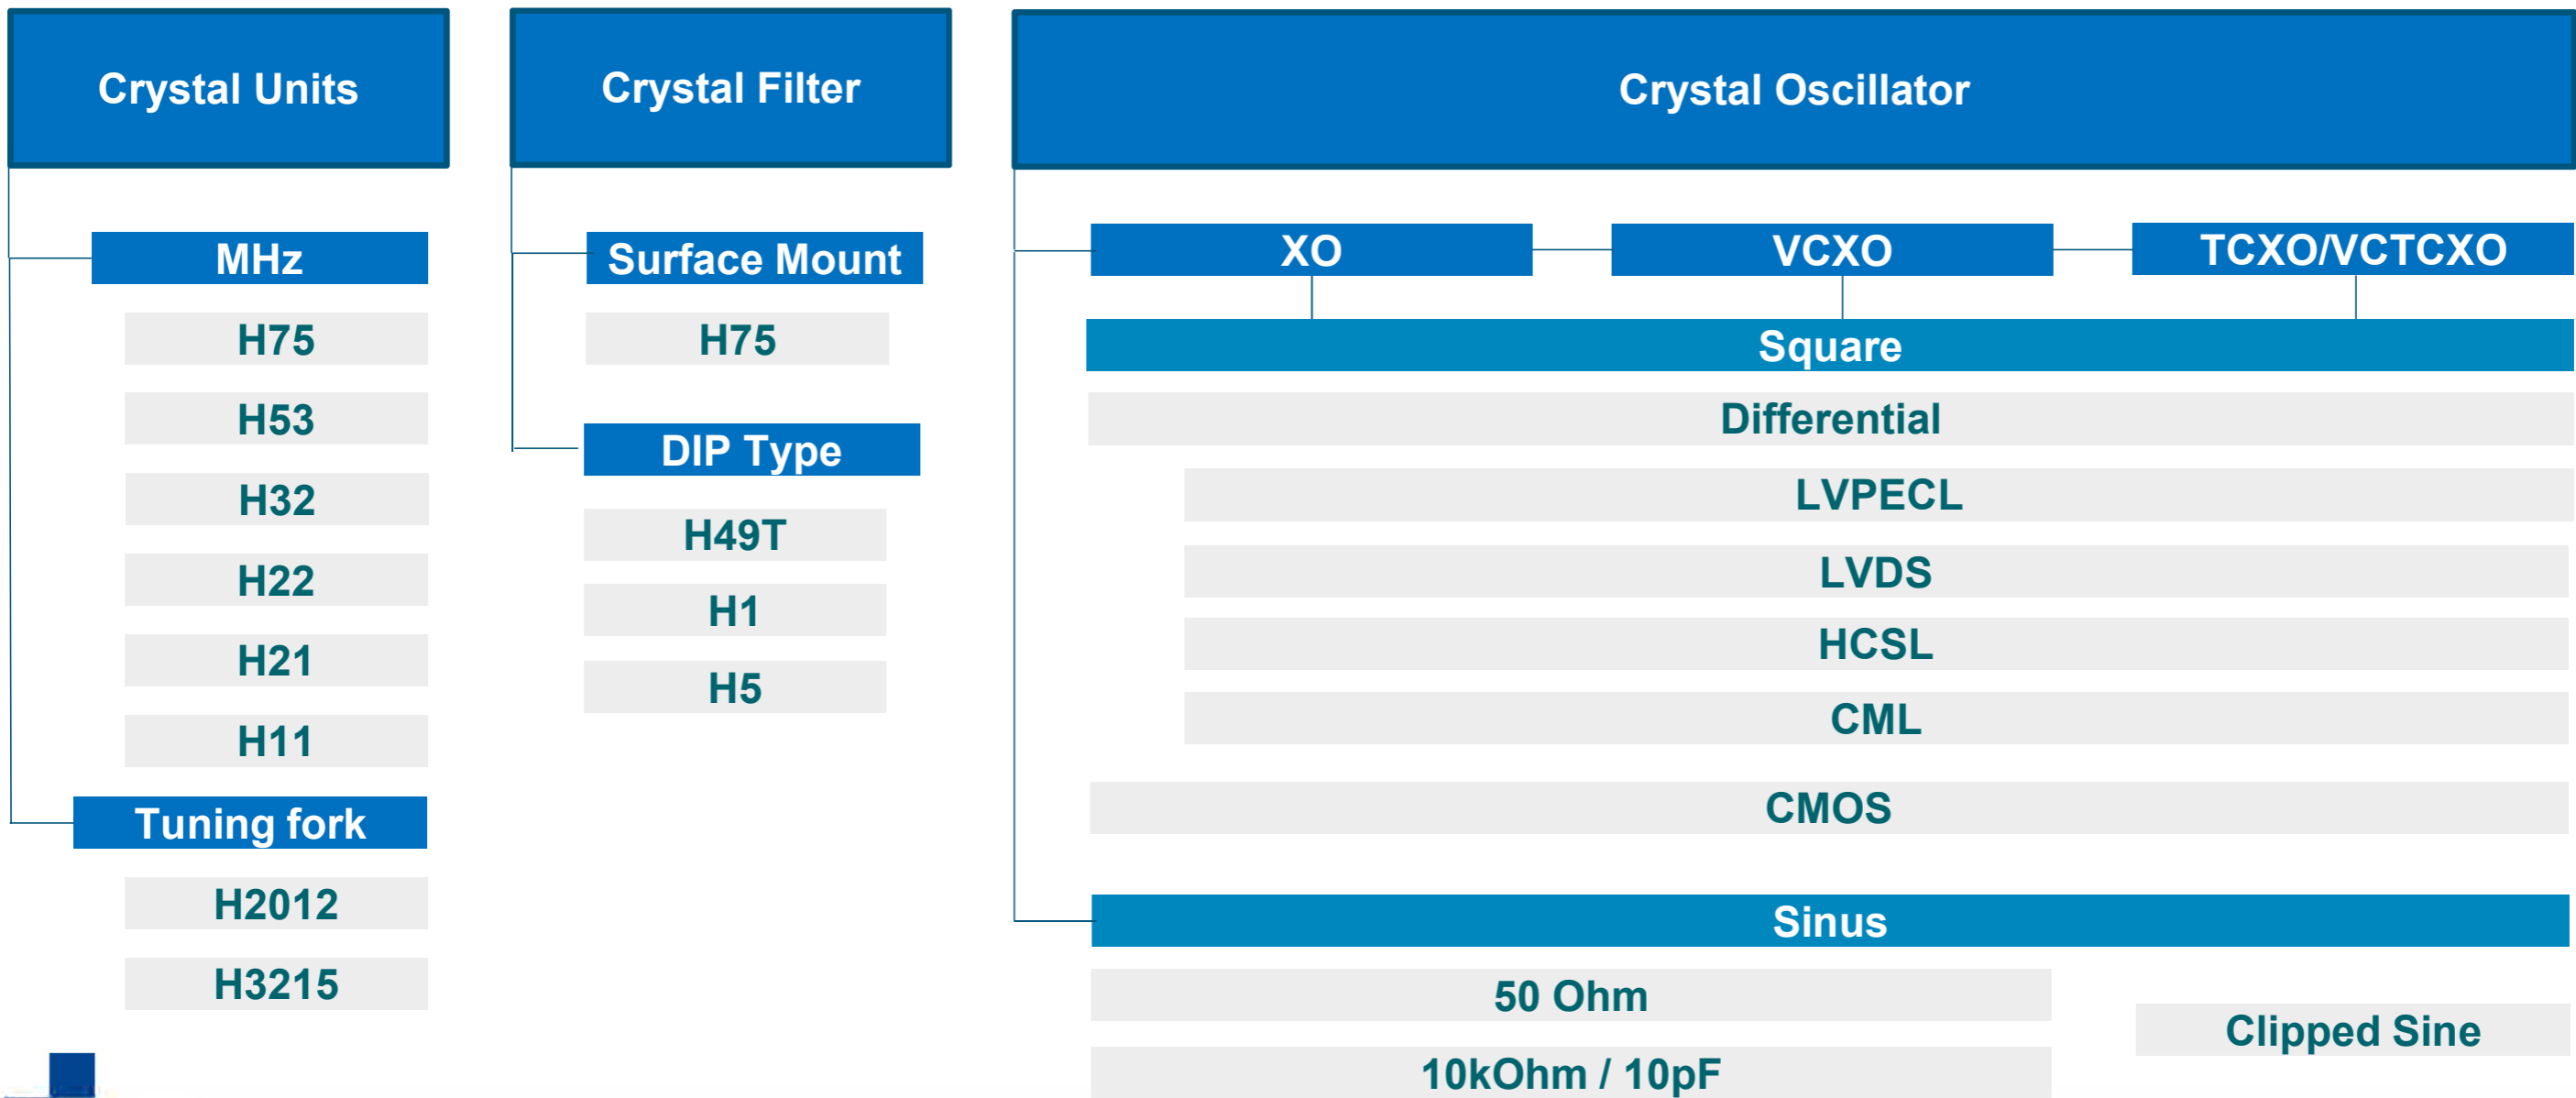 Crystal Units
MHz
H75
H53
H32
H22
H21
H11
Tuning fork
H2012
H3215
Crystal Filter
Surface Mount
H75
DIP Type
H49T
H1
H5
Crystal Oscillator
XO
VCXO
TCXO/VCTCXO
Square
Differential
LVPECL
LVDS
HCSL
CML
CMOS
Sinus
50 Ohm
10kOhm / 10pF
Clipped Sine